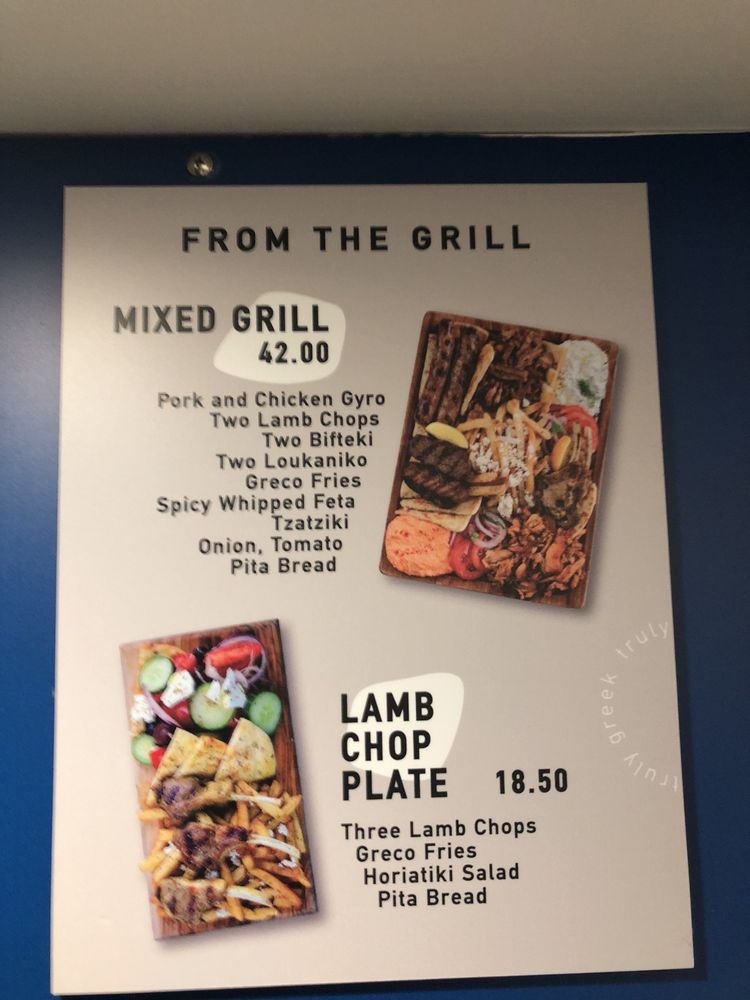 FROM THE GRILL
MIXED GRILL
42.00
Pork and Chicken Gyro
Two Lamb Chops
Two Bifteki
Two Loukaniko
Greco Fries
Spicy Whipped Feta
Tzatziki
Onion, Tomato
Pita Bread
truly greek truly
LAMB
CHOP
PLATE 18.50
Three Lamb Chops
Greco Fries
Horiatiki Salad
Pita Bread